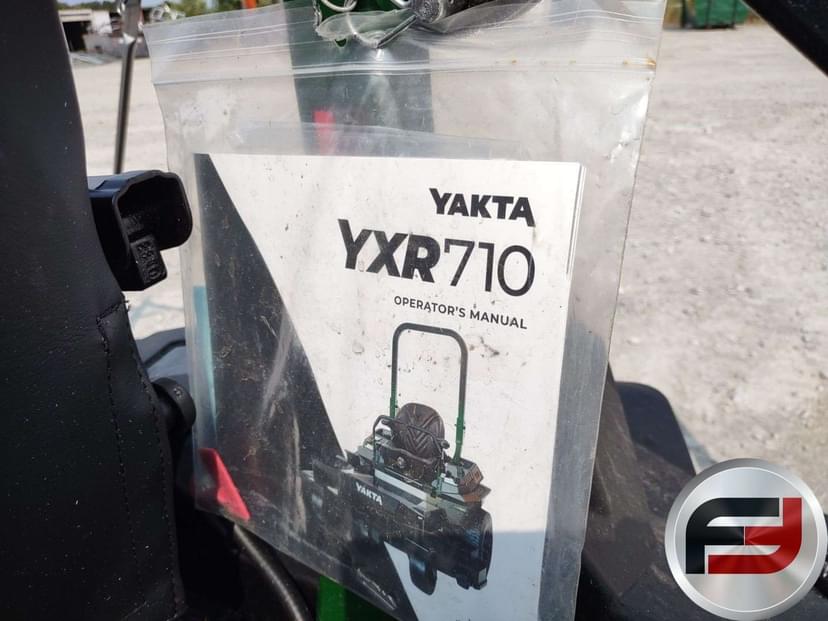 YAKTA
YXR710
OPERATOR'S MANUAL
YAKTA